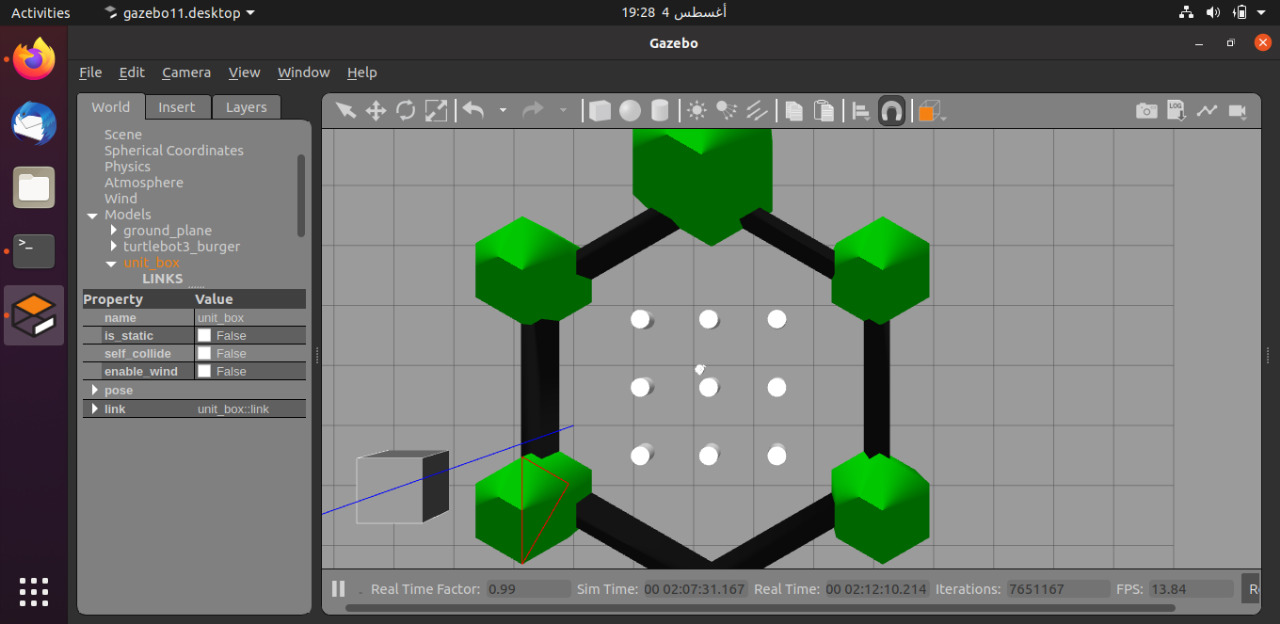 Activities
gazebo11.desktop
19:28 4 أغسطس
Gazebo
File Edit Camera View Window Help
World Insert Layers
LOG
Scene
Spherical Coordinates
Physics
Atmosphere
Wind
Models
ground_plane
turtlebot3_burger
unit_box
LINKS
Property Value
name unit_box
is_static False
self_collide False
enable_wind False
pose
link unit_box::link
Real Time Factor: 0.99 Sim Time: 00 02:07:31.167 Real Time: 00 02:12:10.214 Iterations: 7651167 FPS: 13.84